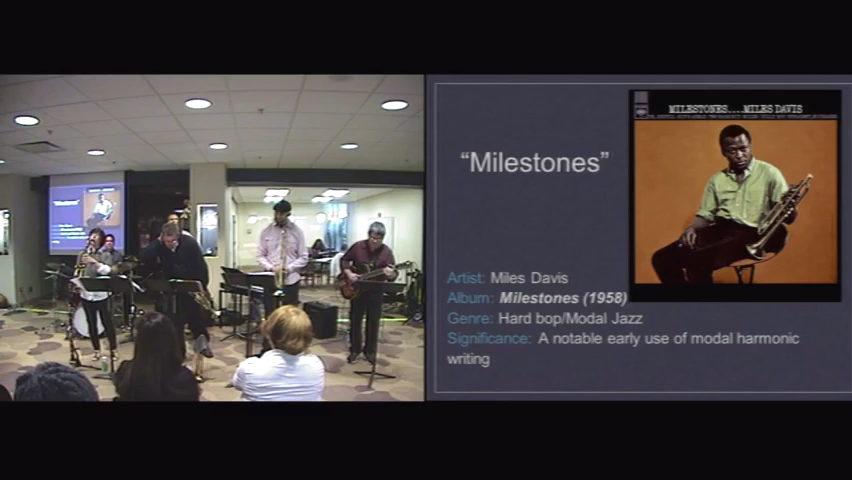 MILESTONES....MILES DAVIS
“Milestones”
Artist: Miles Davis
Album: Milestones (1958)
Genre: Hard bop/Modal Jazz
Significance: A notable early use of modal harmonic
writing
"Milestones"